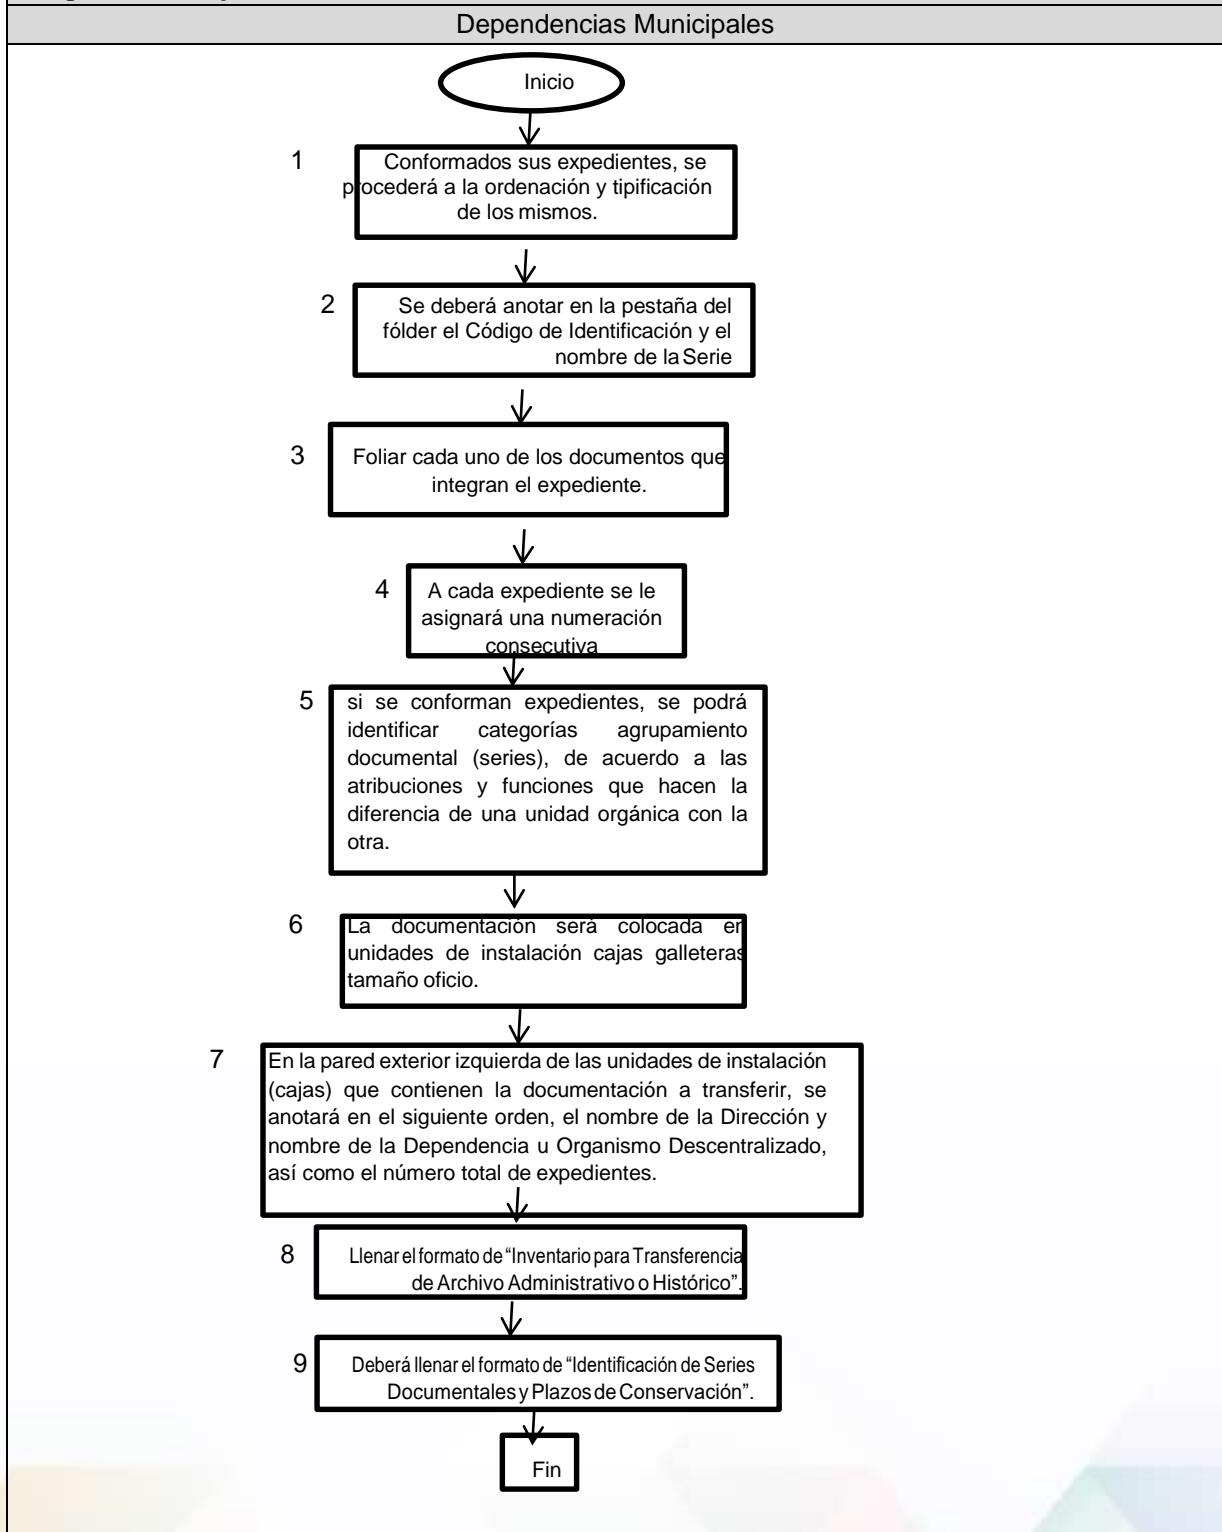 Dependencias Municipales
Inicio
1
Conformados sus expedientes, se
procederá a la ordenación y tipificación
de los mismos.
2
Se deberá anotar en la pestaña del
fólder el Código de Identificación y el
nombre de la Serie
3
Foliar cada uno de los documentos que
integran el expediente.
4
A cada expediente se le
asignará una numeración
consecutiva
5
si se conforman expedientes, se podrá
identificar categorías agrupamiento
documental (series), de acuerdo a las
atribuciones y funciones que hacen la
diferencia de una unidad orgánica con la
otra.
6
La documentación será colocada en
unidades de instalación cajas galleteras
tamaño oficio.
7
En la pared exterior izquierda de las unidades de instalación
(cajas) que contienen la documentación a transferir, se
anotará en el siguiente orden, el nombre de la Dirección y
nombre de la Dependencia u Organismo Descentralizado,
así como el número total de expedientes.
8
Llenar el formato de “Inventario para Transferencia
de Archivo Administrativo o Histórico”.
9
Deberá llenar el formato de “Identificación de Series
Documentales y Plazos de Conservación”.
Fin